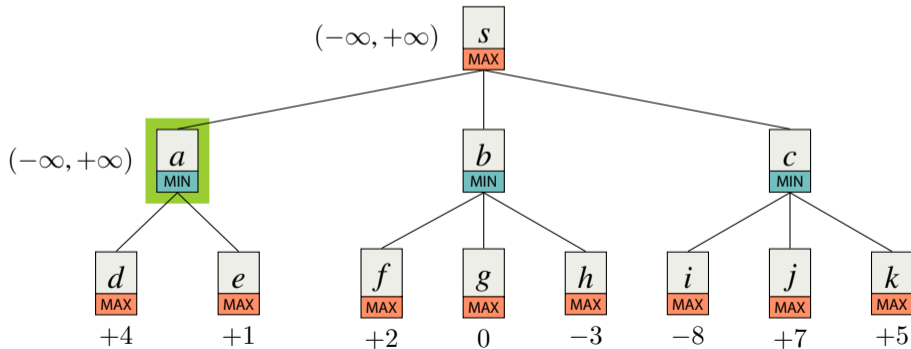 (−∞, +∞) s
MAX
(−∞, +∞) a b c
MIN MIN MIN
d e f g h i j k
MAX MAX MAX MAX MAX MAX MAX MAX
+4 +1 +2 0 −3 −8 +7 +5